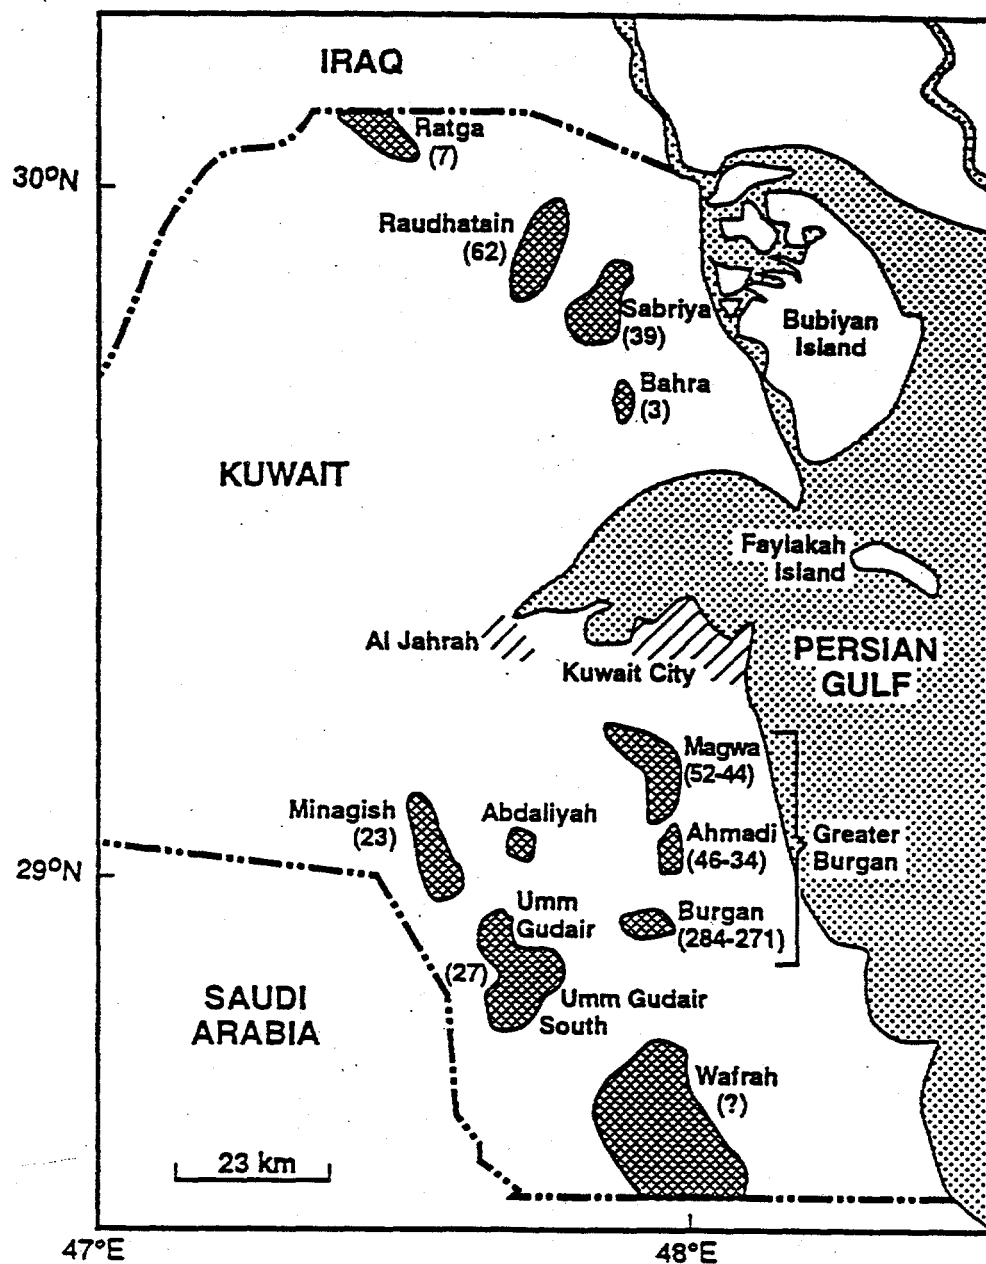 IRAQ
Ratga
(7)
30°N
Raudhatain
(62)
Sabriya
(39)
Bubiyan
Island
Bahra
(3)
KUWAIT
Faylakah
Island
Al Jahrah
Kuwait City
PERSIAN
GULF
Magwa
(52-44)
Minagish
(23)
Abdaliyah
Ahmadi
(46-34)
Greater
Burgan
29°N
Umm
Gudair
Burgan
(284-271)
(27)
SAUDI
ARABIA
Umm Gudair
South
Wafrah
(?)
23 km
47°E
48°E